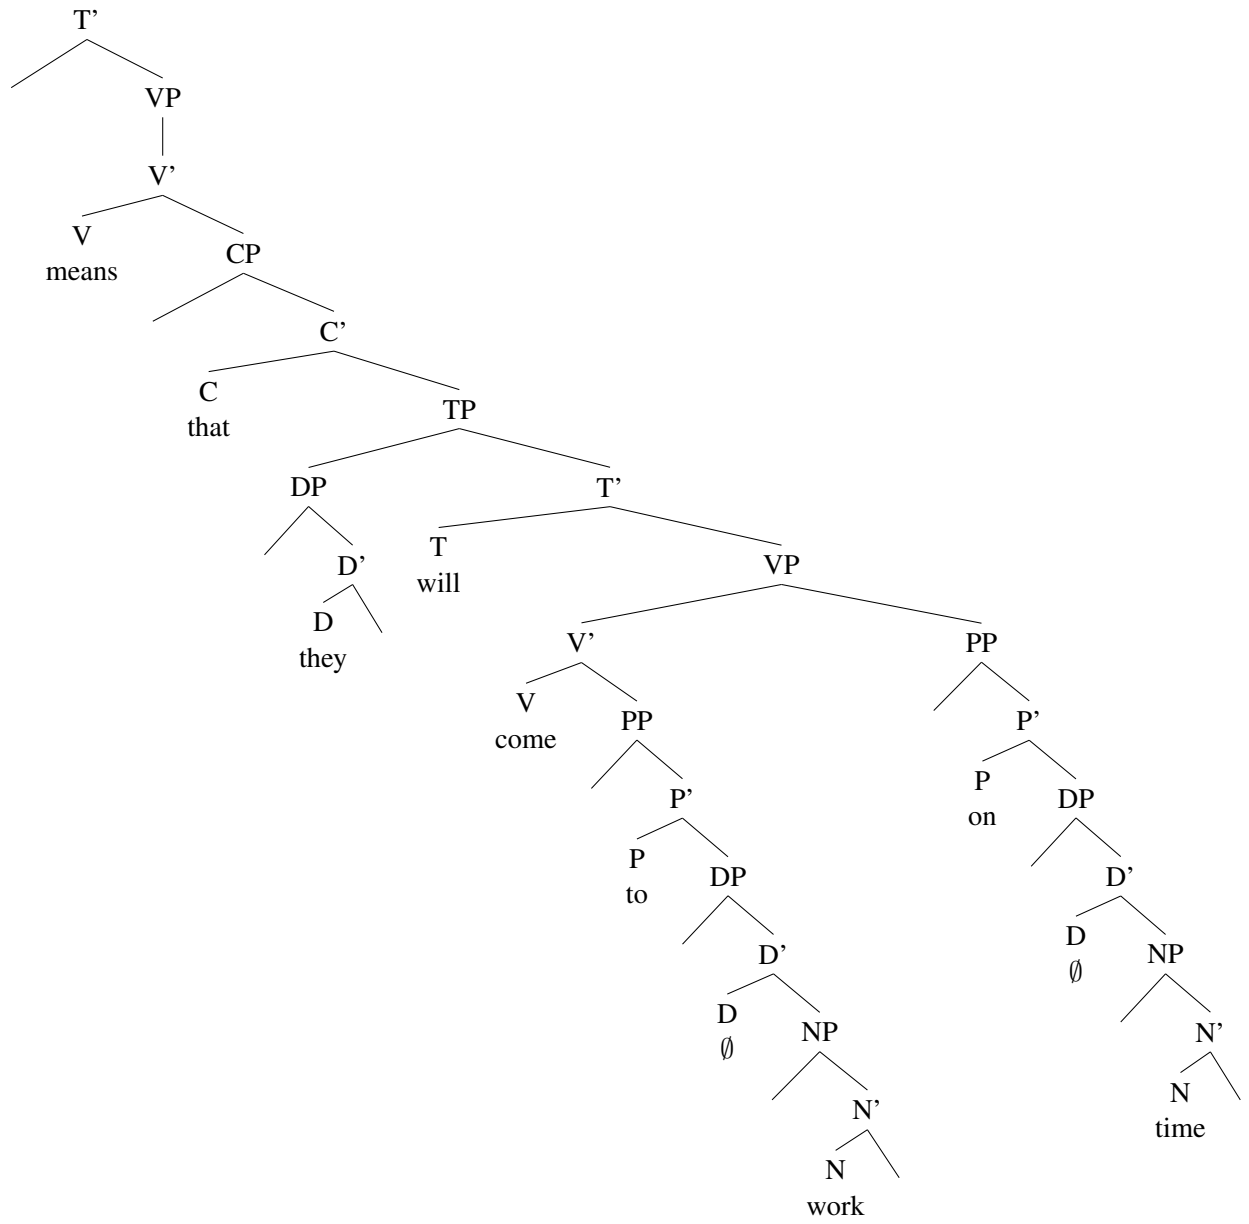 T’
VP
V’
V
means
CP
C’
C
that
TP
DP
D’
D
they
T’
T
will
VP
V’
V
come
PP
P’
P
to
DP
D’
D
∅
NP
N’
N
work
PP
P’
P
on
DP
D’
D
∅
NP
N’
N
time